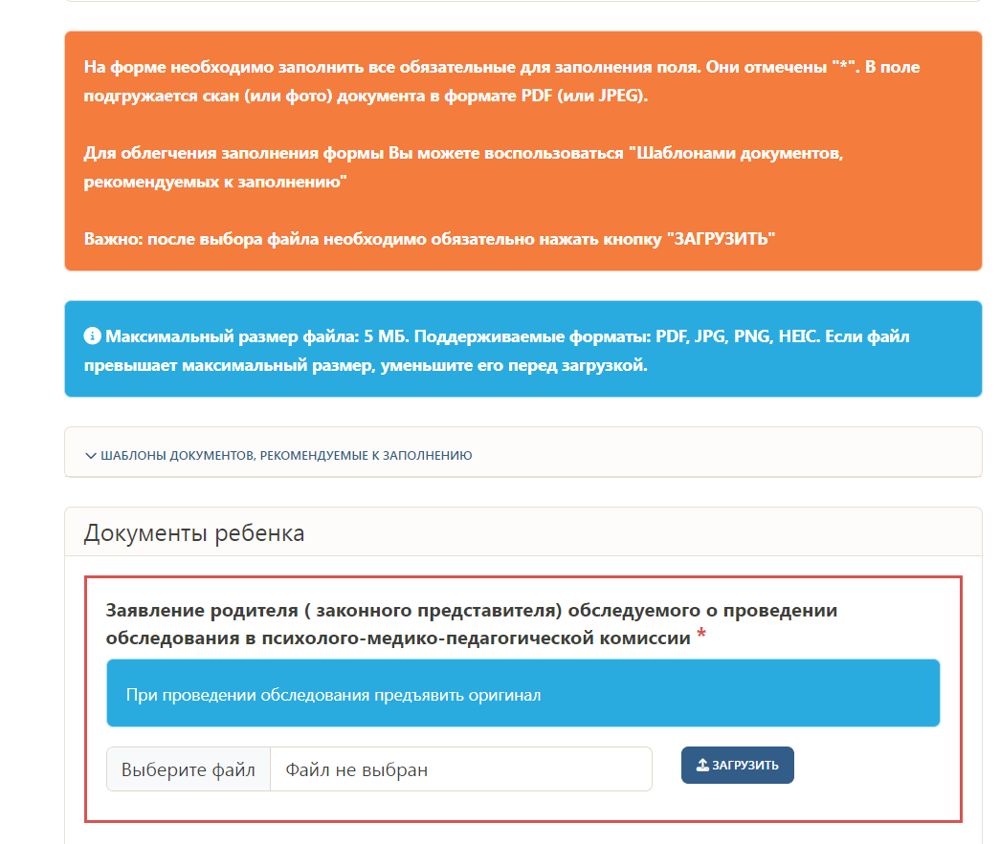 На форме необходимо заполнить все обязательные для заполнения поля. Они отмечены "*". В поле
подгружается скан (или фото) документа в формате PDF (или JPEG).
Для облегчения заполнения формы Вы можете воспользоваться "Шаблонами документов,
рекомендуемых к заполнению"
Важно: после выбора файла необходимо обязательно нажать кнопку "ЗАГРУЗИТЬ"
Максимальный размер файла: 5 МБ. Поддерживаемые форматы: PDF, JPG, PNG, HEIC. Если файл
превышает максимальный размер, уменьшите его перед загрузкой.
ШАБЛОНЫ ДОКУМЕНТОВ, РЕКОМЕНДУЕМЫЕ К ЗАПОЛНЕНИЮ
Документы ребенка
Заявление родителя ( законного представителя) обследуемого о проведении
обследования в психолого-медико-педагогической комиссии *
При проведении обследования предъявить оригинал
Выберите файл Файл не выбран ЗАГРУЗИТЬ